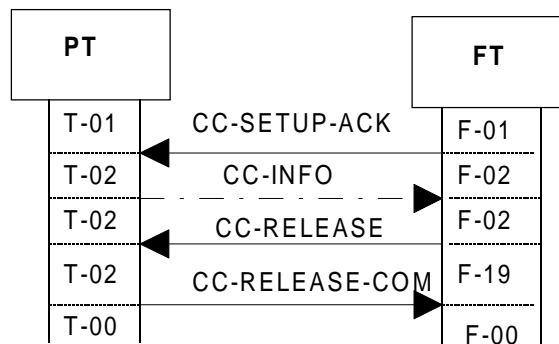 PT
FT
T-01 CC-SETUP-ACK F-01
T-02 CC-INFO F-02
T-02 CC-RELEASE F-02
T-02 CC-RELEASE-COM F-19
T-00 F-00